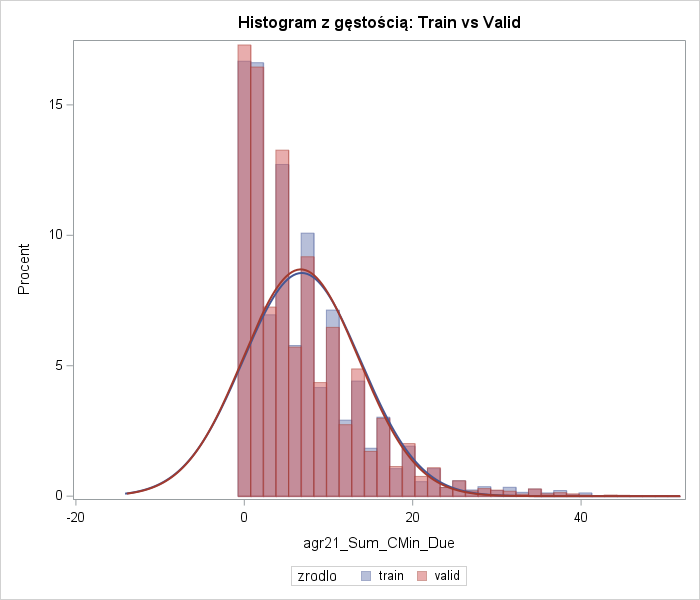 Histogram z gęstością: Train vs Valid
15
10
5
0
Procent
-20
0
20
40
agr21_Sum_CMin_Due
zrodlo train valid